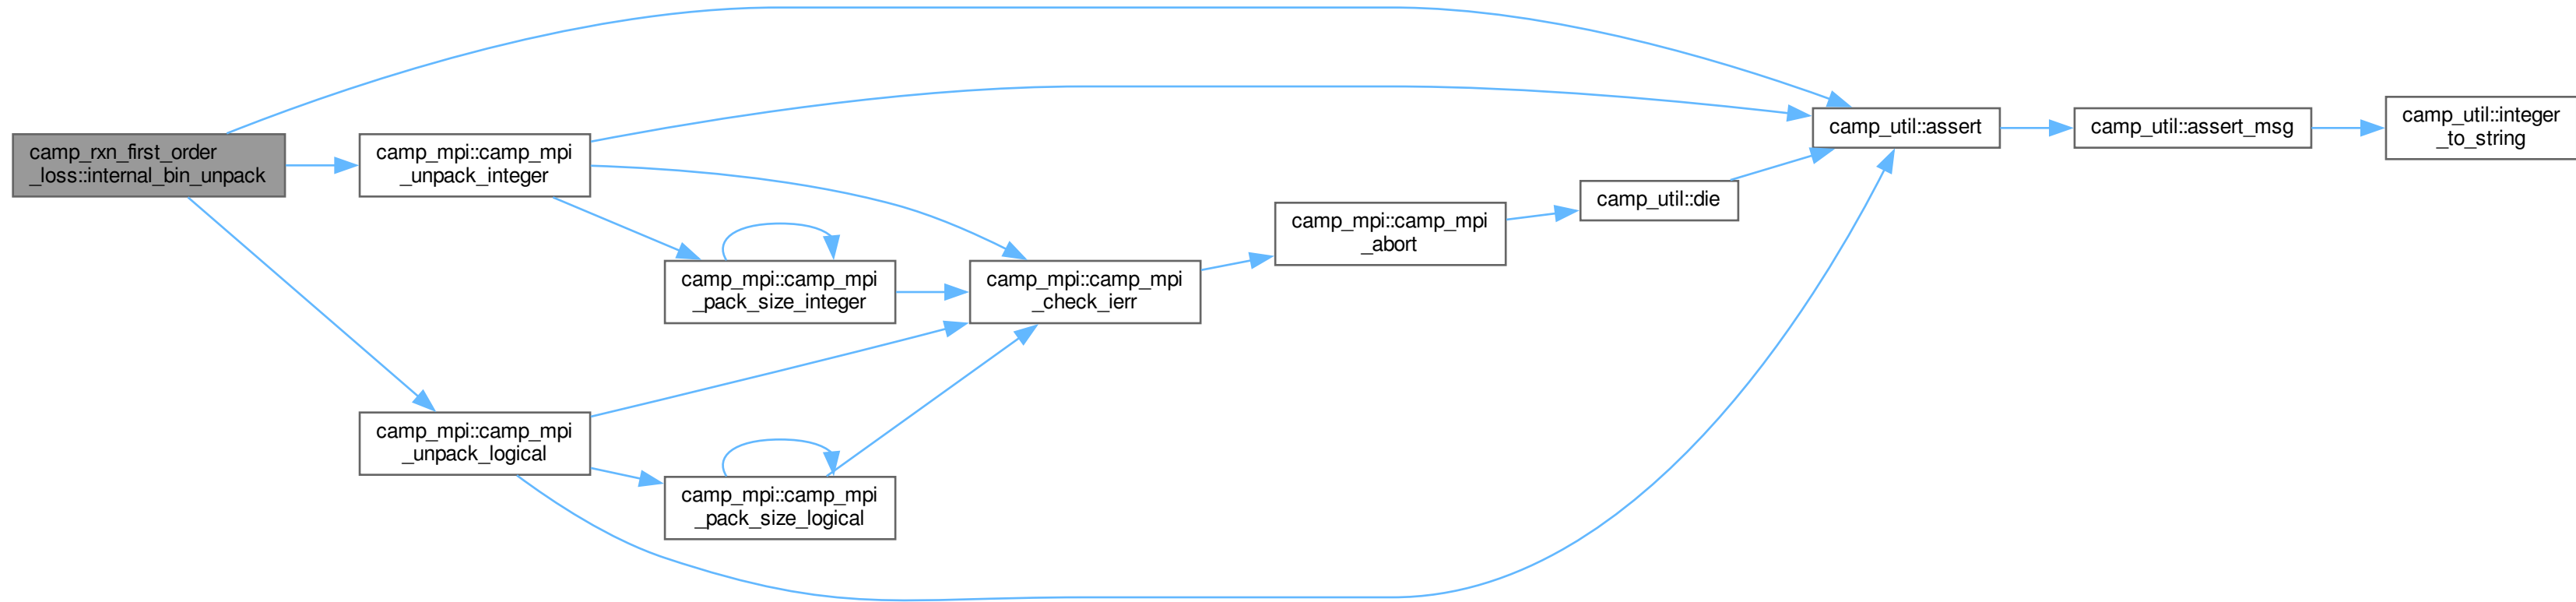 camp_rxn_first_order
_loss::internal_bin_unpack
camp_mpi::camp_mpi
_unpack_integer
camp_mpi::camp_mpi
_unpack_logical
camp_mpi::camp_mpi
_pack_size_integer
camp_mpi::camp_mpi
_pack_size_logical
camp_mpi::camp_mpi
_check_ierr
camp_mpi::camp_mpi
_abort
camp_util::die
camp_util::assert
camp_util::assert_msg
camp_util::integer
_to_string